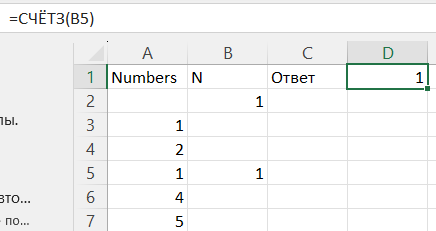 =СЧЁТЗ(B5)
A B C D
1 Numbers N Ответ 1
2 1
пы. 3 1
4 2
5 1 1
вто... 6 4
по... 7 5